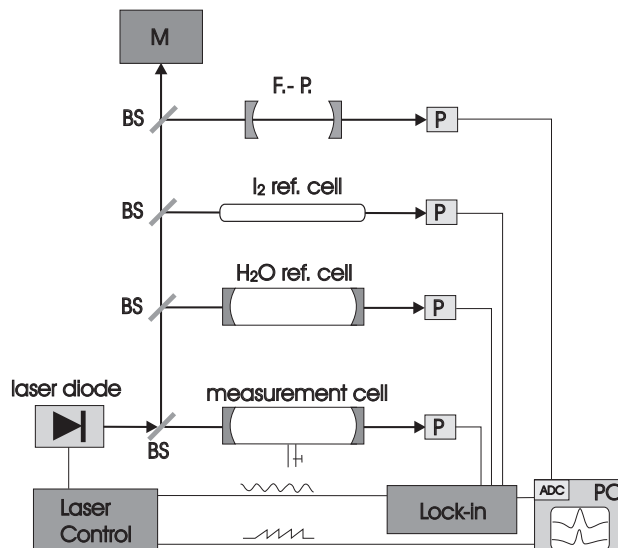 M
F.- P.
BS
P
I₂ ref. cell
BS
P
H₂O ref. cell
BS
P
laser diode
measurement cell
P
BS
ADC
PC
Laser
Control
Lock-in